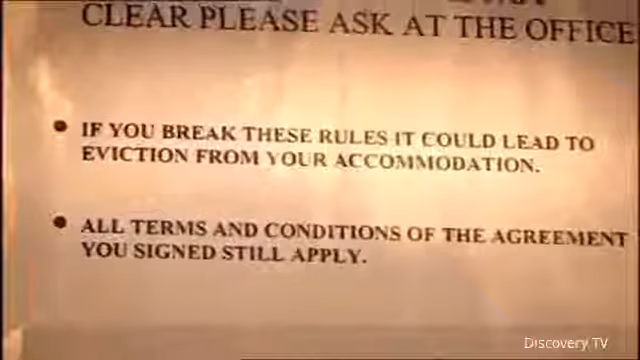 CLEAR PLEASE ASK AT THE OFFICE
● IF YOU BREAK THESE RULES IT COULD LEAD TO
EVICTION FROM YOUR ACCOMMODATION.
● ALL TERMS AND CONDITIONS OF THE AGREEMENT
YOU SIGNED STILL APPLY.
Discovery TV